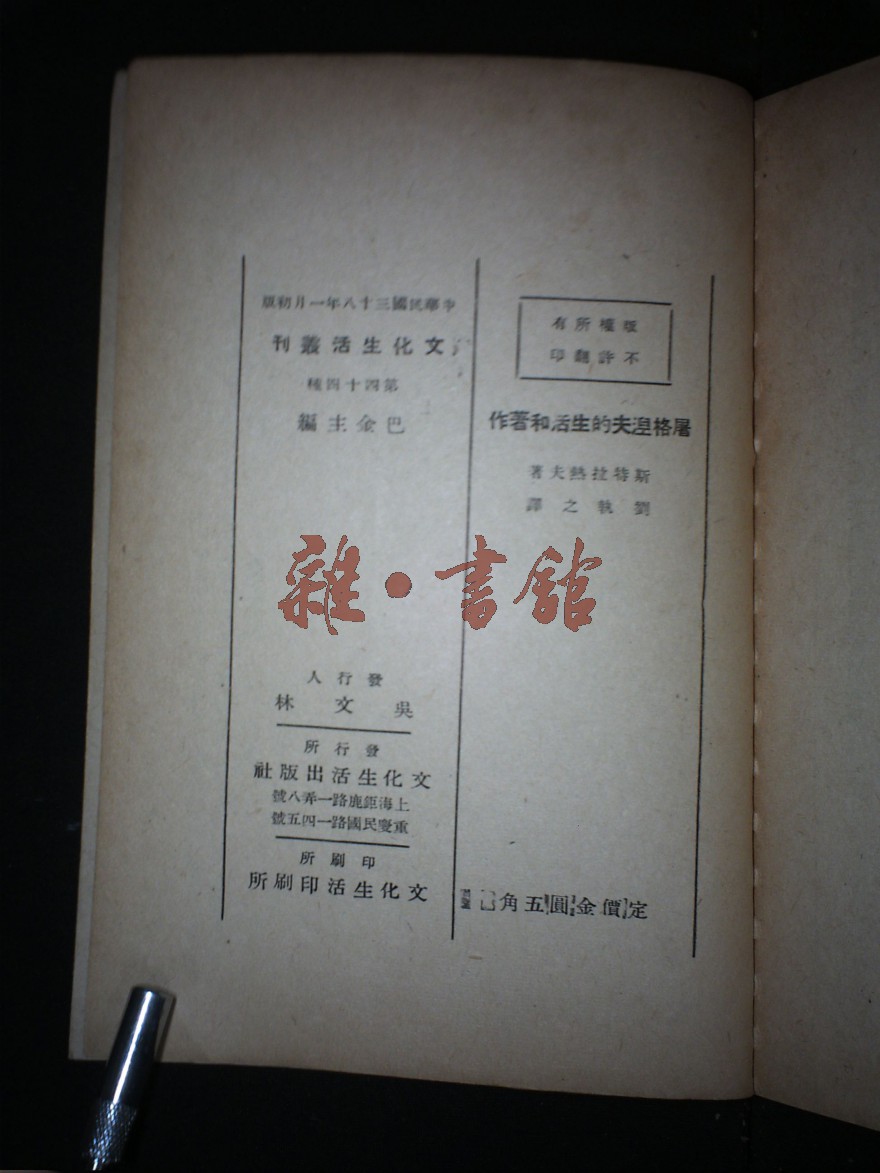 版權所有
不許翻印
屠格湼夫的生活和著作
斯特拉熱夫著
劉執之譯
定價金圓五角
中華民國三十八年一月初版
文化生活叢刊
第四十四種
巴金主編
發行人
吳文林
發行所
文化生活出版社
上海鉅鹿路一弄八號
重慶民國路一四五號
印刷所
文化生活印刷所
雜·書館